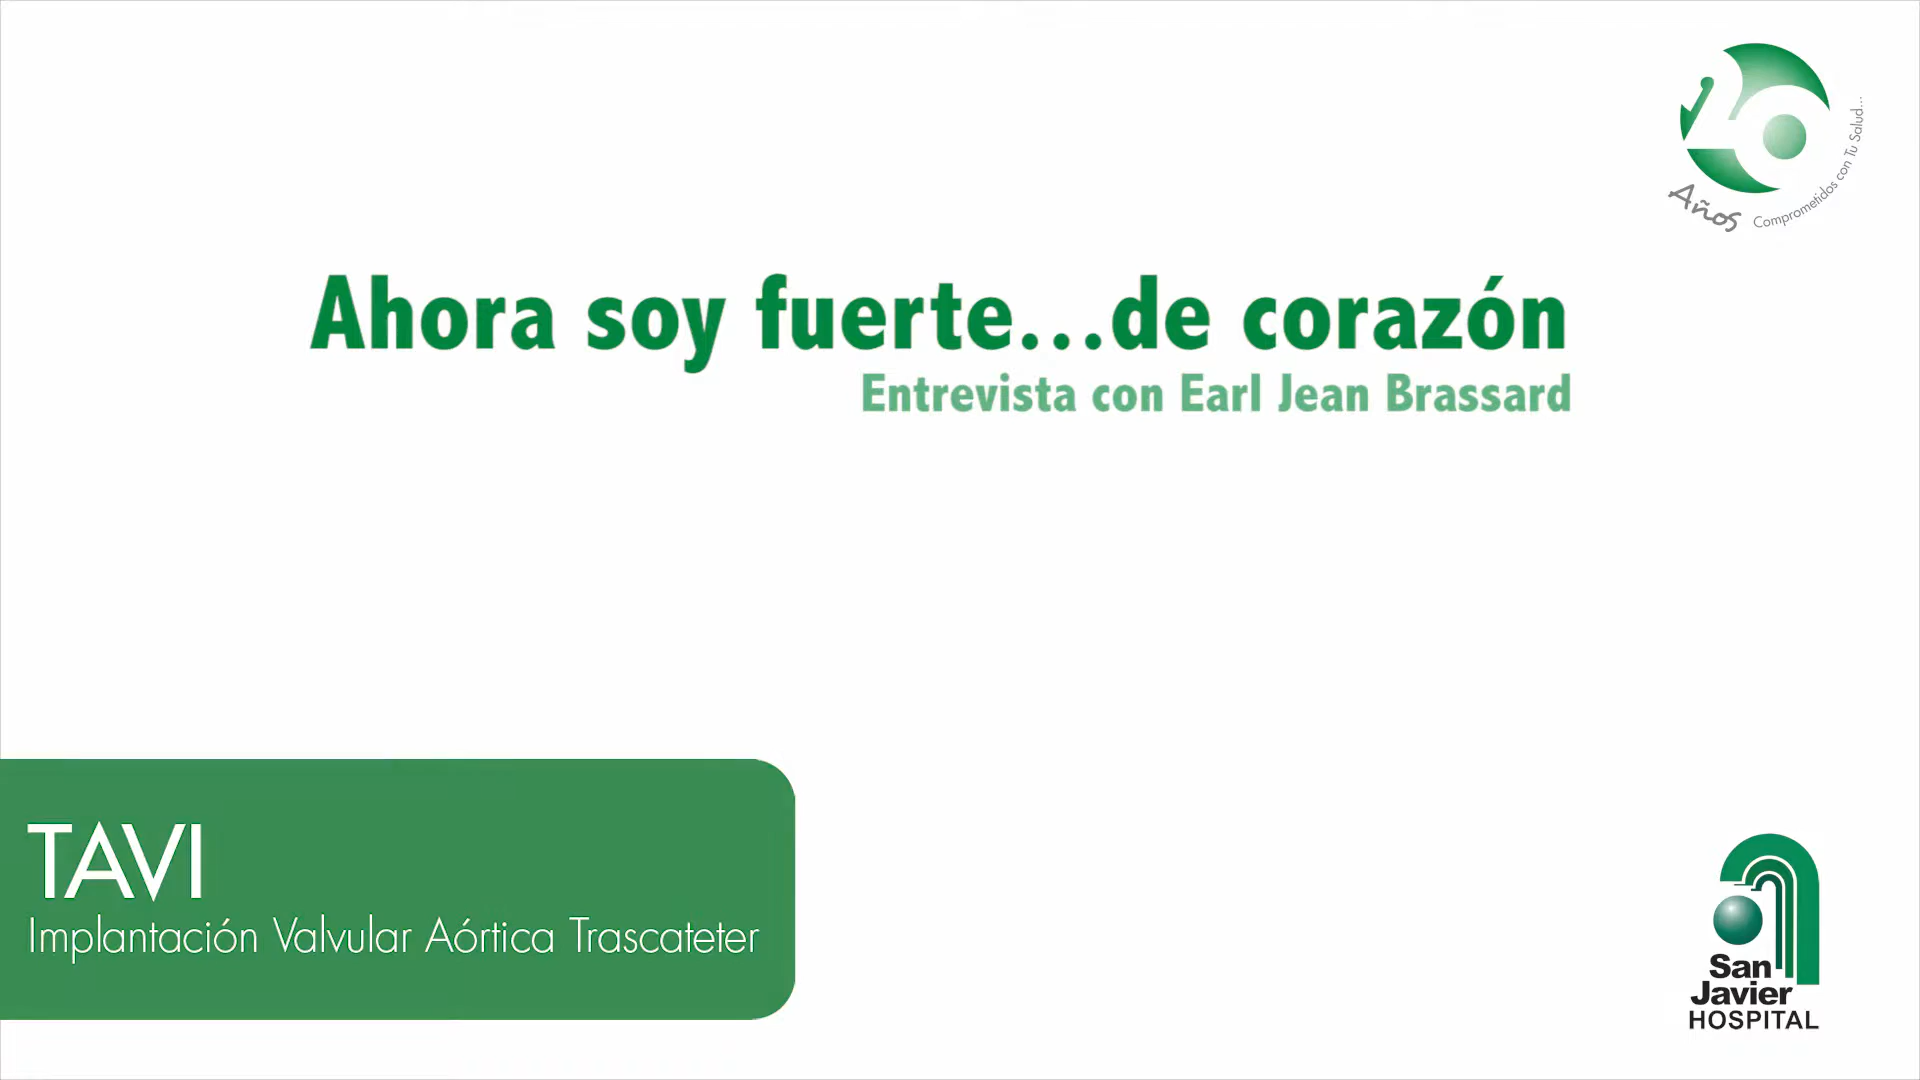 20
Años Comprometidos con Tu Salud...
Ahora soy fuerte...de corazón
Entrevista con Earl Jean Brassard
TAVI
Implantación Valvular Aórtica Trascateter
San
Javier
HOSPITAL